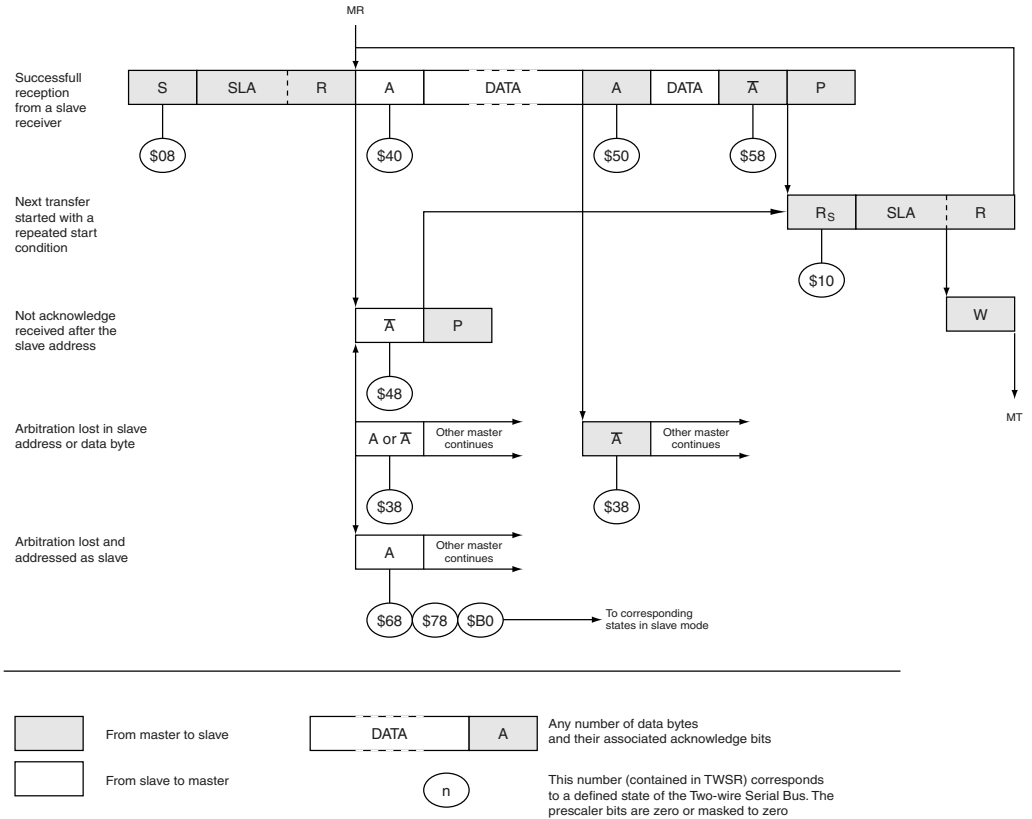 MR
Successfull
reception
from a slave
receiver
S SLA R A DATA A DATA A̅ P
$08 $40 $50 $58
Next transfer
started with a
repeated start
condition
RS SLA R
$10
Not acknowledge
received after the
slave address
A̅ P
W
$48
MT
Arbitration lost in slave
address or data byte
A or A̅
Other master
continues
A̅
Other master
continues
$38 $38
Arbitration lost and
addressed as slave
A
Other master
continues
$68 $78 $B0
To corresponding
states in slave mode
From master to slave
From slave to master
DATA A
Any number of data bytes
and their associated acknowledge bits
n
This number (contained in TWSR) corresponds
to a defined state of the Two-wire Serial Bus. The
prescaler bits are zero or masked to zero